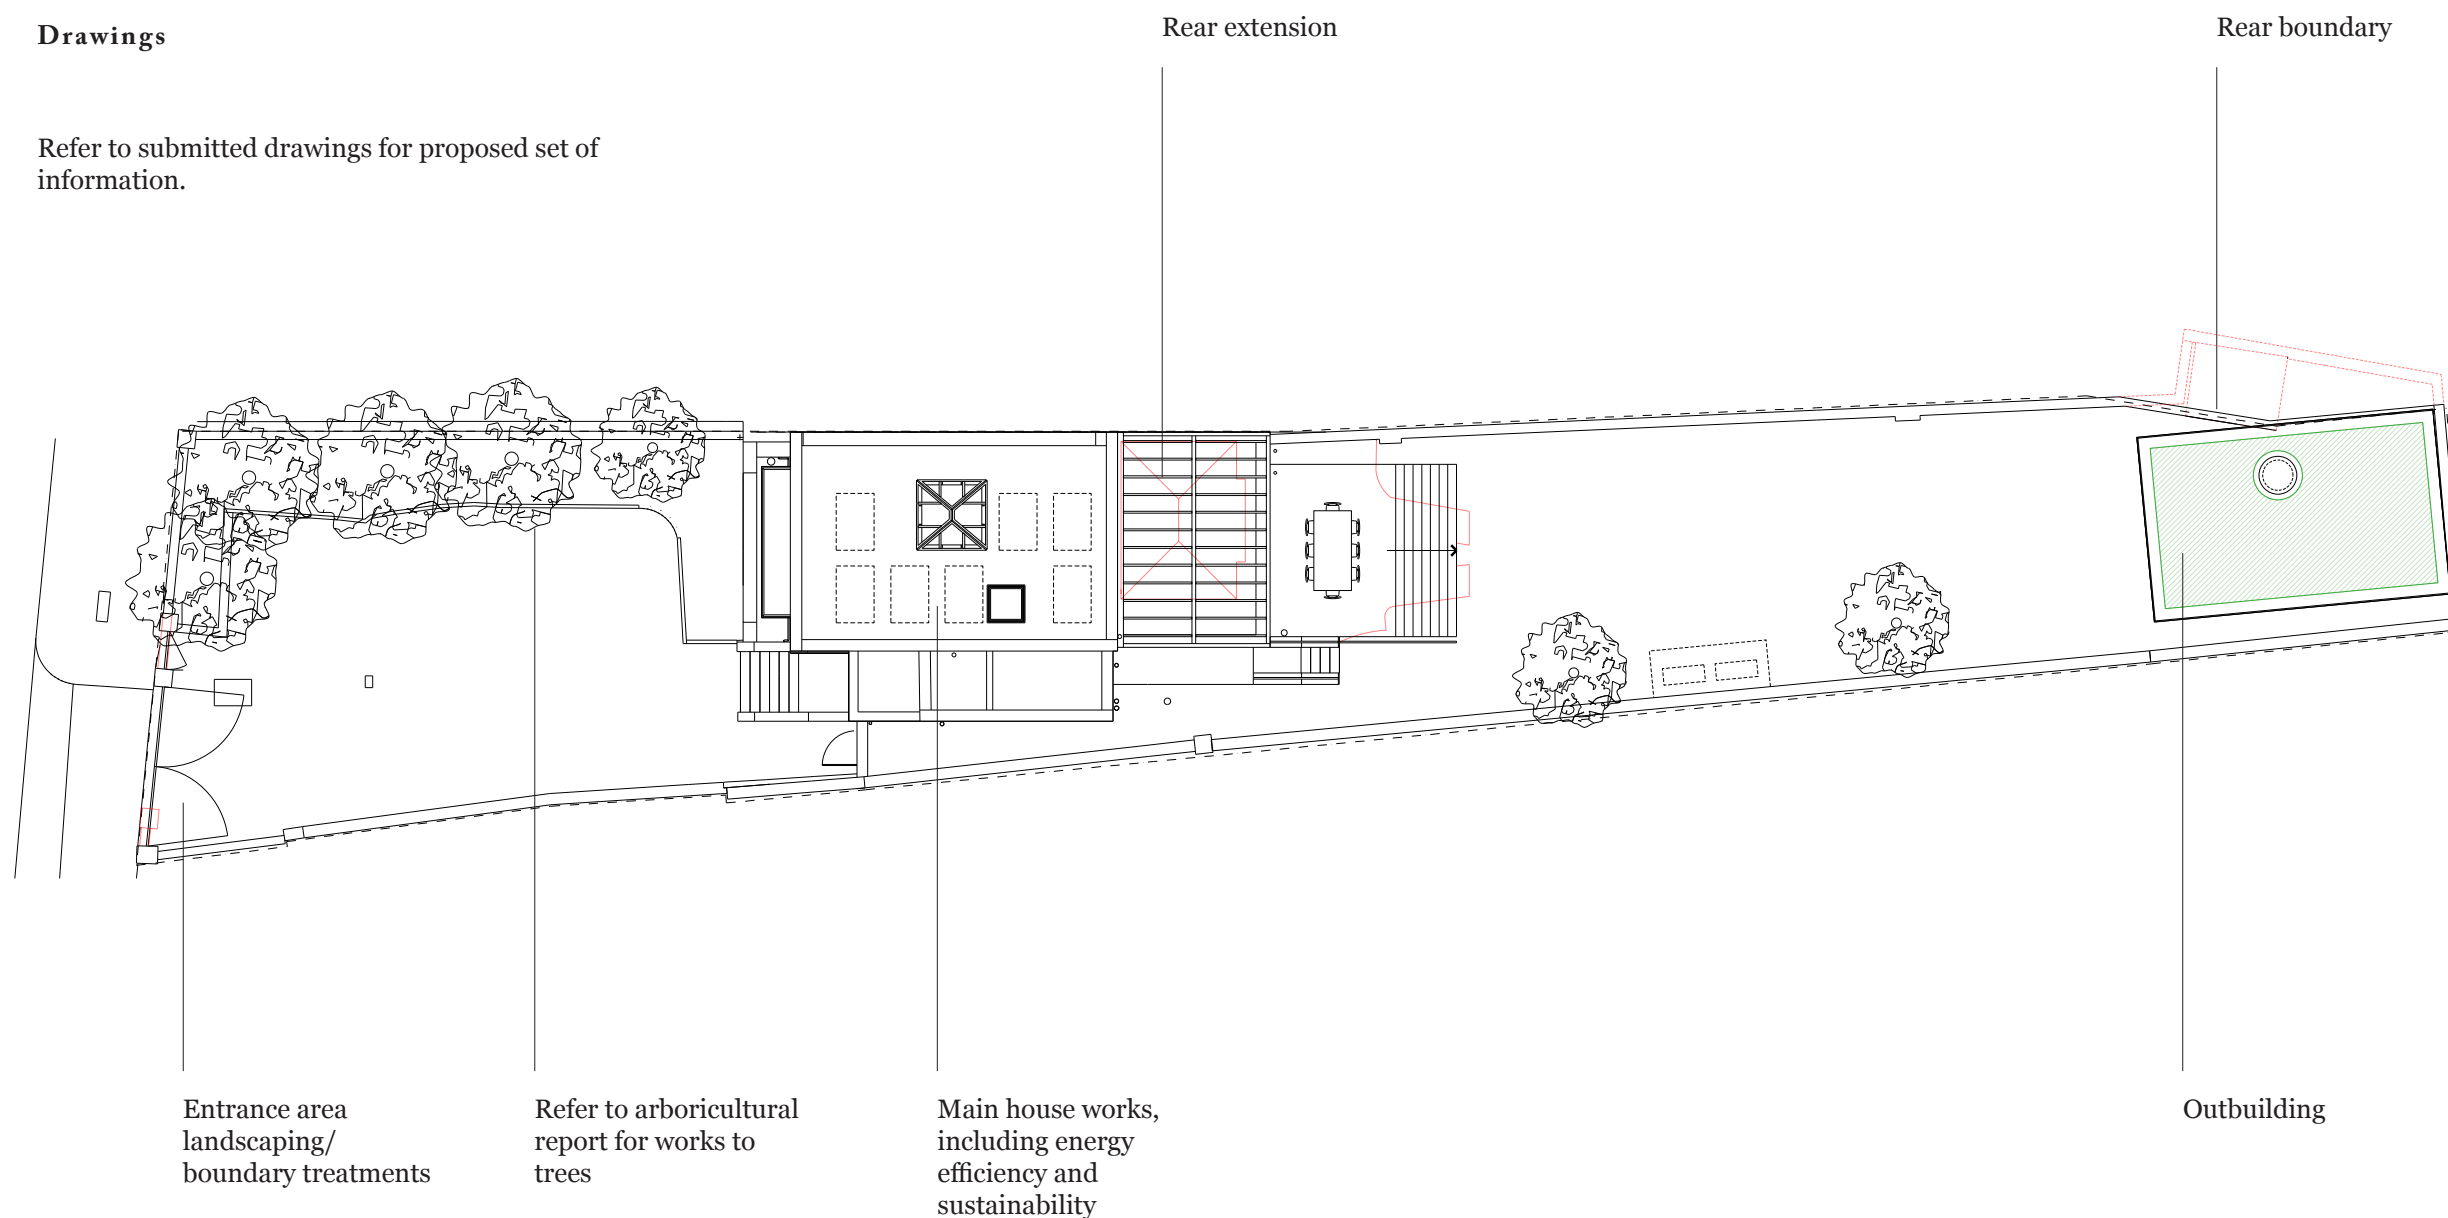 Drawings
Refer to submitted drawings for proposed set of
information.
Rear extension
Rear boundary
Entrance area
landscaping/
boundary treatments
Refer to arboricultural
report for works to
trees
Main house works,
including energy
efficiency and
sustainability
Outbuilding